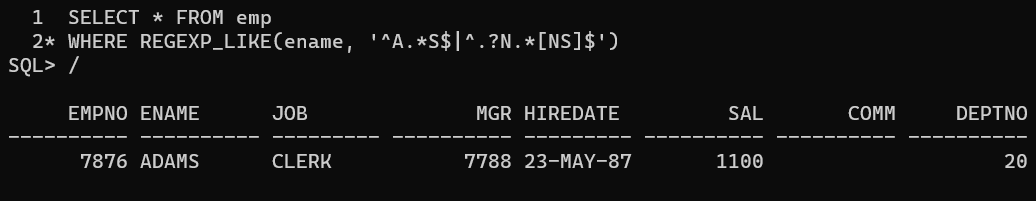 1  SELECT * FROM emp
  2* WHERE REGEXP_LIKE(ename, '^A.*S$|^.?N.*[NS]$')
SQL> /
     EMPNO ENAME      JOB              MGR HIREDATE         SAL       COMM     DEPTNO
---------- ---------- --------- ---------- --------- ---------- ---------- ----------
      7876 ADAMS      CLERK           7788 23-MAY-87       1100                    20